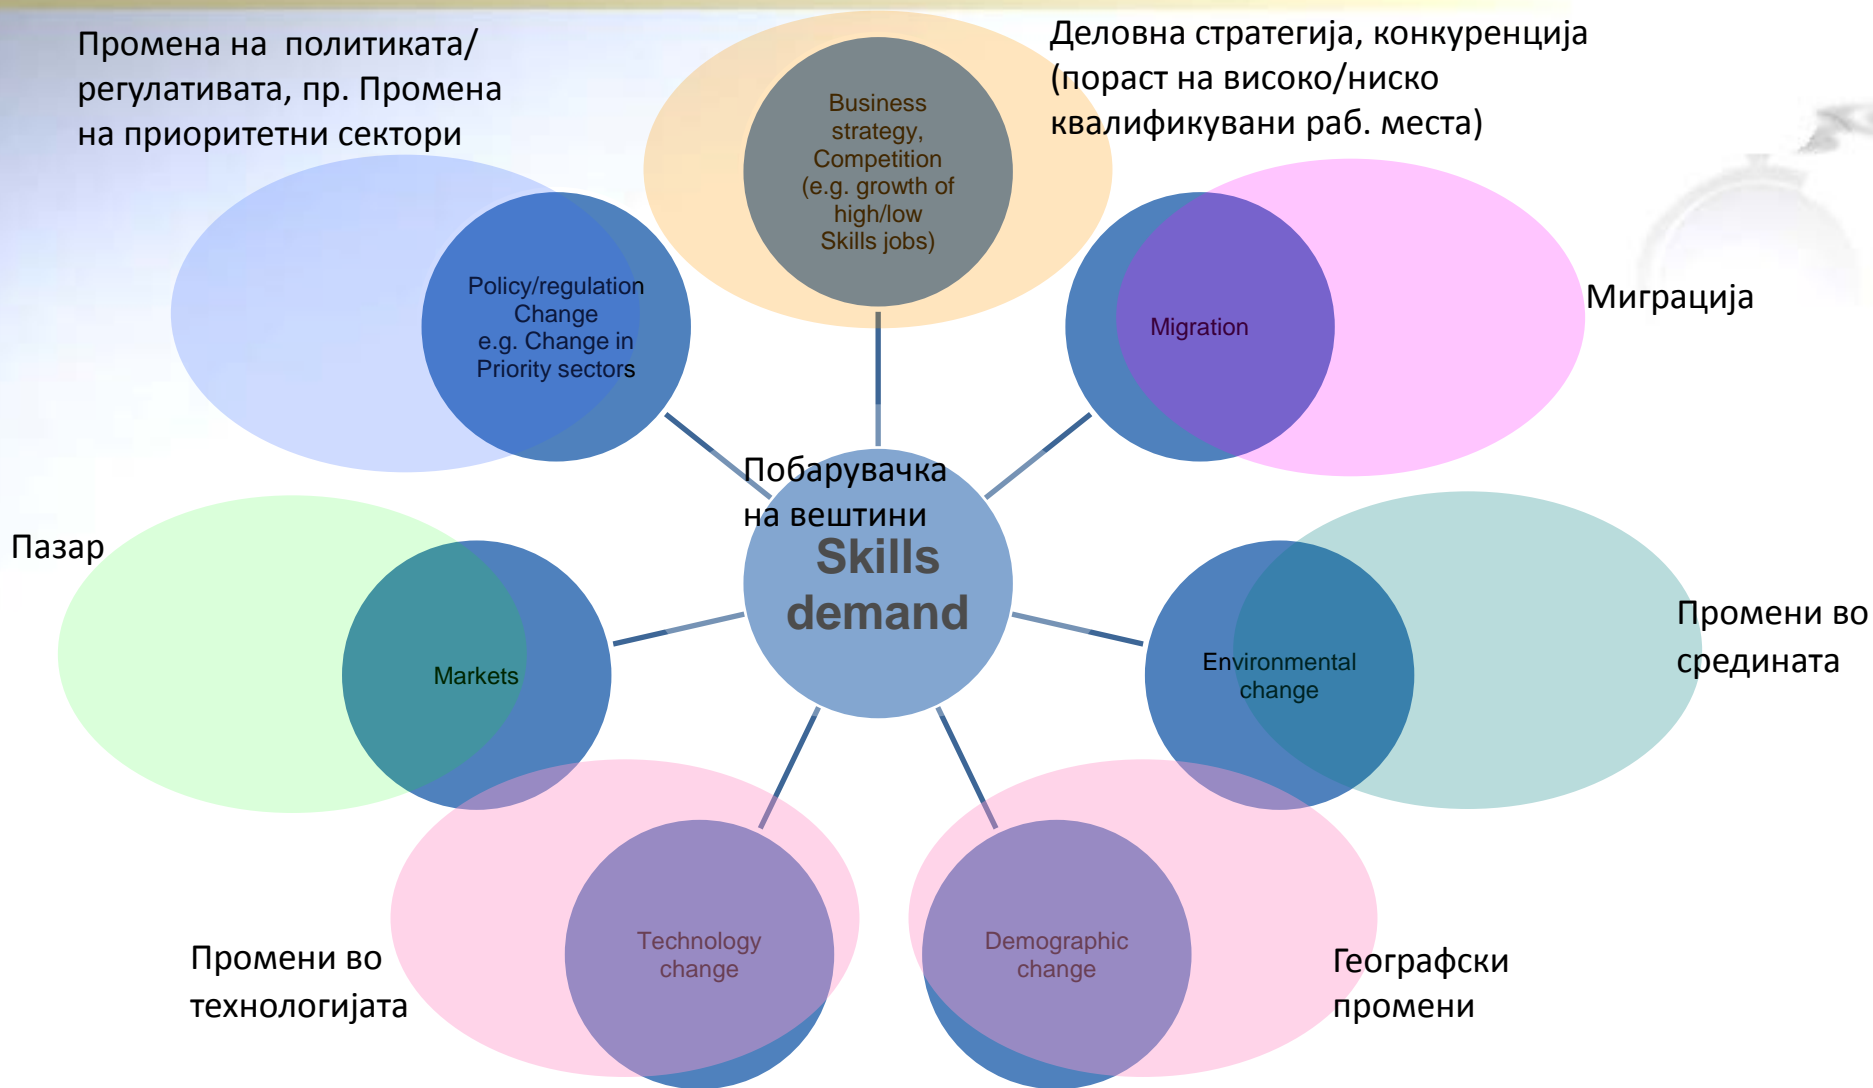 Промена на политиката/
регулативата, пр. Промена
на приоритетни сектори
Деловна стратегија, конкуренција
(пораст на високо/ниско
квалификувани раб. места)
Business
strategy,
Competition
(e.g. growth of
high/low
Skills jobs)
Policy/regulation
Change
e.g. Change in
Priority sectors
Migration
Миграција
Побарувачка
на вештини
Skills
demand
Пазар
Markets
Environmental
change
Промени во
средината
Technology
change
Demographic
change
Промени во
технологијата
Географски
промени